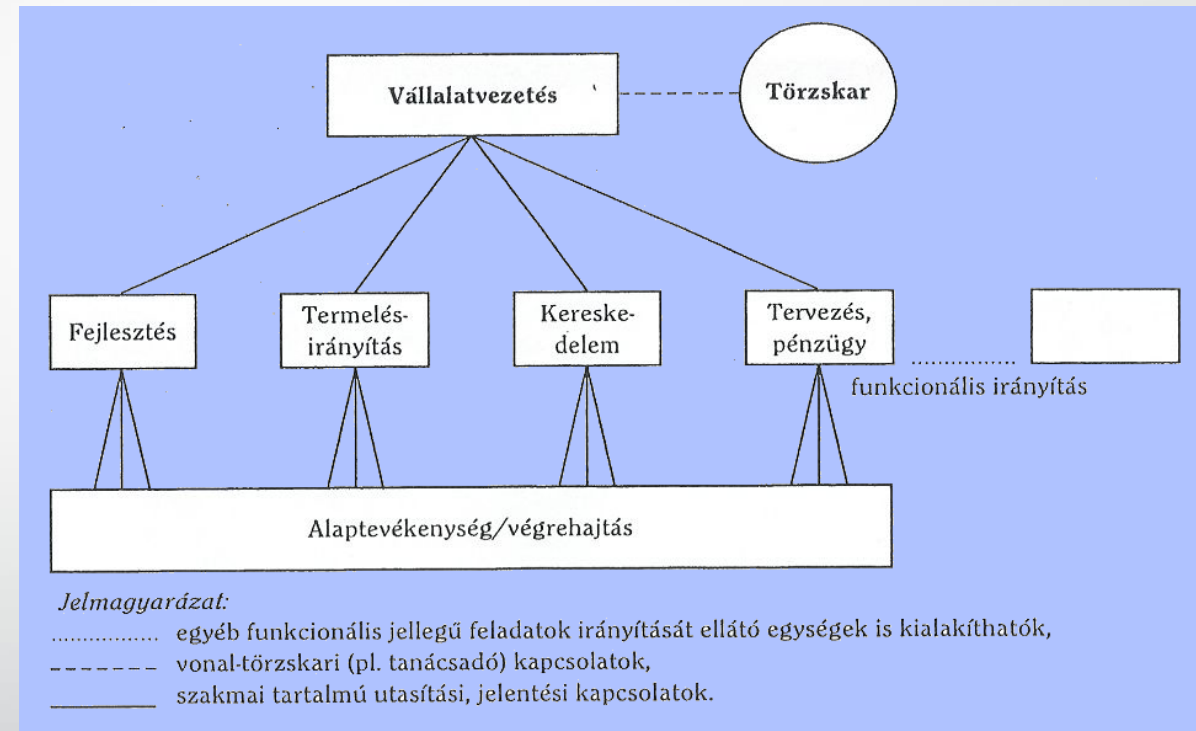 Vállalatvezetés
Törzskar
Fejlesztés
Termelés-
irányítás
Kereske-
delem
Tervezés,
pénzügy
funkcionális irányítás
Alaptevékenység/végrehajtás
Jelmagyarázat:
................. egyéb funkcionális jellegű feladatok irányítását ellátó egységek is kialakíthatók,
------- vonal-törzskari (pl. tanácsadó) kapcsolatok,
_______ szakmai tartalmú utasítási, jelentési kapcsolatok.